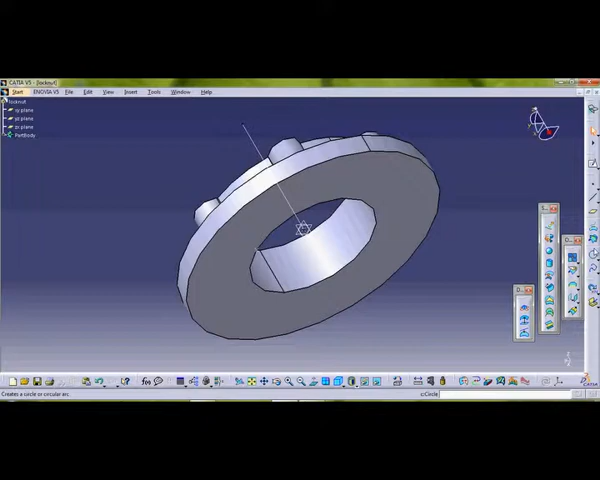 CATIA V5 - [locknut]
Start ENOVIA V5 File Edit View Insert Tools Window Help
locknut
xy plane
yz plane
zx plane
PartBody
S...
D...
D...
f(x)
Creates a circle or circular arc.
c:Circle
CATIA